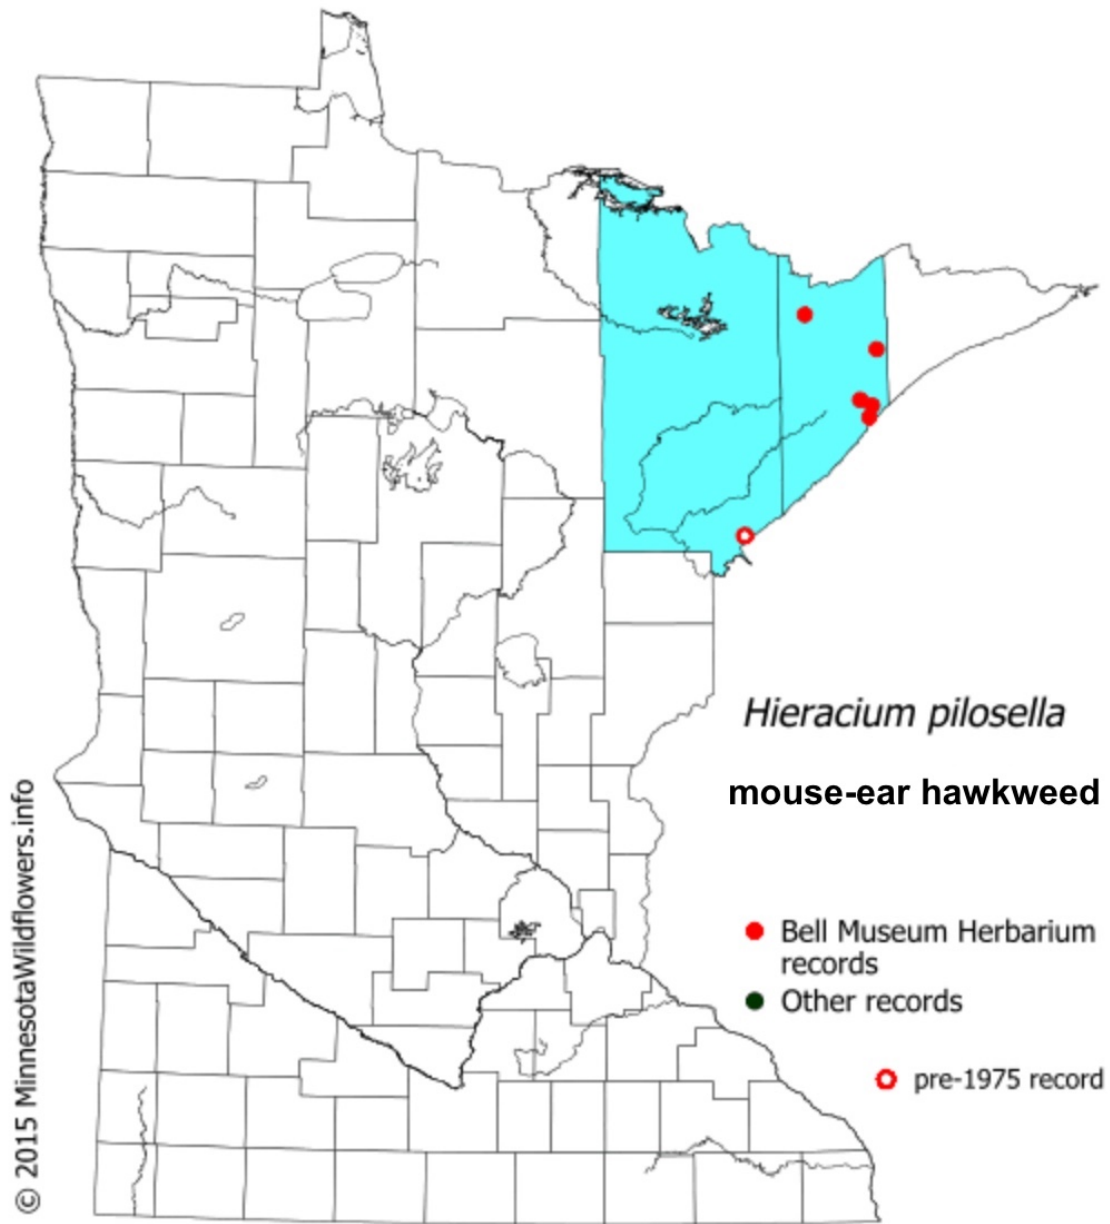 Hieracium pilosella
mouse-ear hawkweed
Bell Museum Herbarium
records
Other records
pre-1975 record
© 2015 MinnesotaWildflowers.info